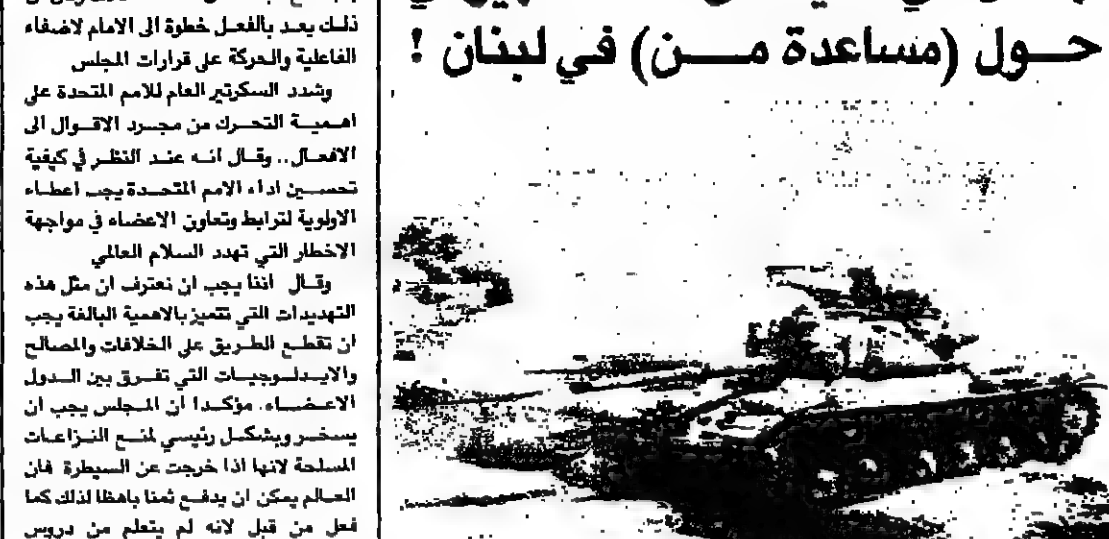 حول (مساعدة من) في لبنان !
ذلك يعد بالفعل خطوة الى الامام لاضفاء
الفاعلية والحركة على قرارات المجلس
وشدد السكرتير العام للامم المتحدة على
اهمية التحرك من مجرد الاقوال الى
الافعال.. وقال انه عند النظر في كيفية
تحسين اداء الامم المتحدة يجب اعطاء
الاولوية لترابط وتعاون الاعضاء في مواجهة
الاخطار التي تهدد السلام العالمي
وقال اننا يجب ان نعترف ان مثل هذه
التهديدات التي تتميز بالاهمية البالغة يجب
ان تقطع الطريق على الخلافات والمصالح
والايدلوجيات التي تفرق بين الدول
الاعضاء. مؤكدا ان المجلس يجب ان
يسخر وبشكل رئيسي لمنع النزاعات
المسلحة لانها اذا خرجت عن السيطرة فان
العالم يمكن ان يدفع ثمنا باهظا لذلك كما
فعل من قبل لانه لم يتعلم من دروس